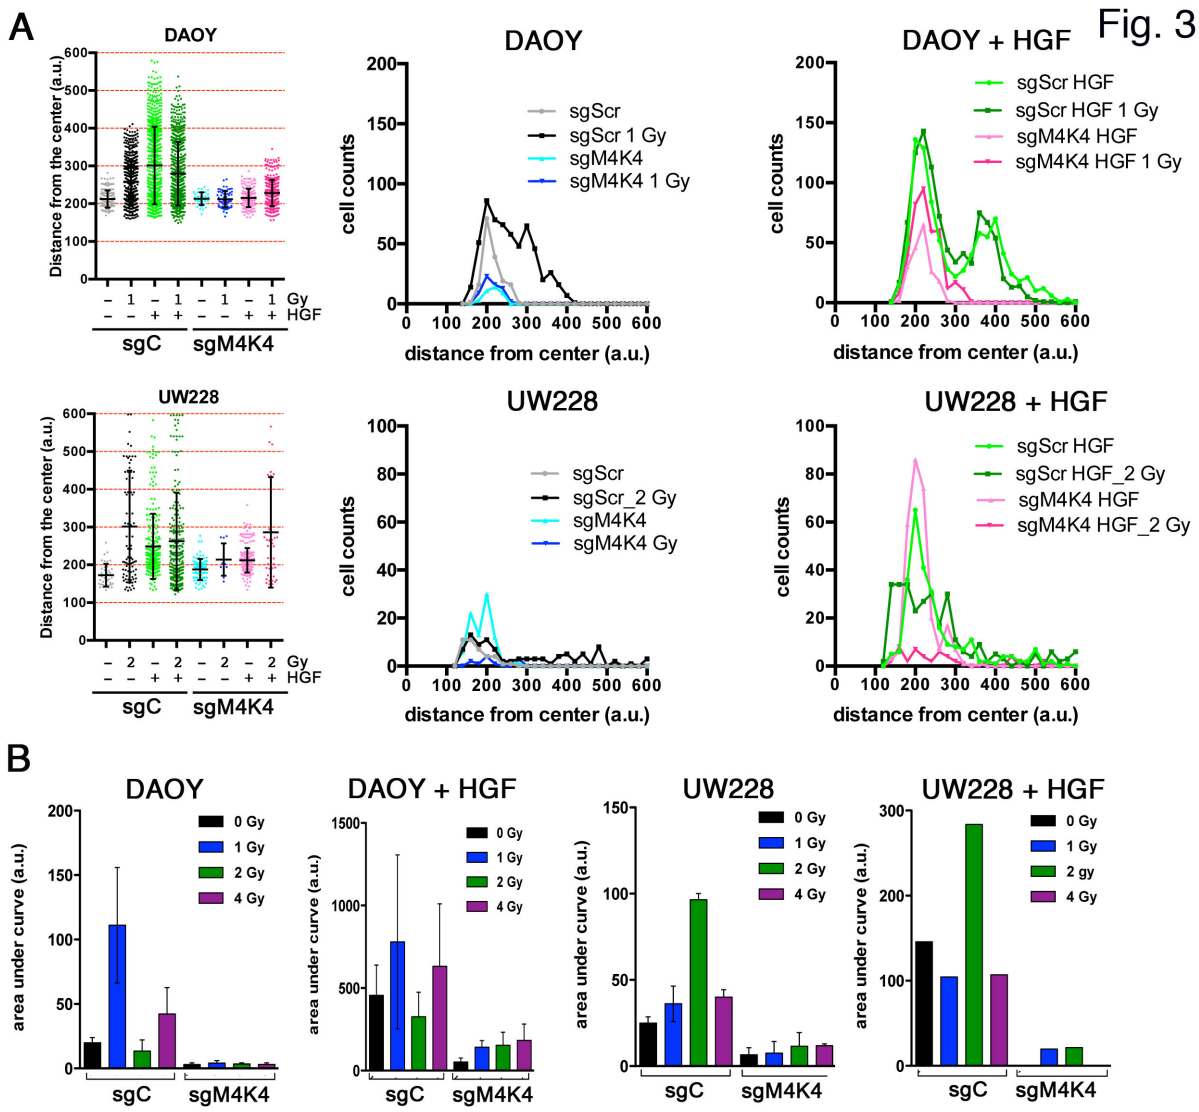 A
Fig. 3
DAOY
Distance from the center (a.u.)
600
500
400
300
200
100
0
– 1 – 1 – 1 – 1 Gy
– – + + – – + + HGF
sgC sgM4K4
DAOY
cell counts
200
150
100
50
0
sgScr
sgScr 1 Gy
sgM4K4
sgM4K4 1 Gy
0 100 200 300 400 500 600
distance from center (a.u.)
DAOY + HGF
cell counts
200
150
100
50
0
sgScr HGF
sgScr HGF 1 Gy
sgM4K4 HGF
sgM4K4 HGF 1 Gy
0 100 200 300 400 500 600
distance from center (a.u.)
UW228
Distance from the center (a.u.)
600
500
400
300
200
100
0
– 2 – 2 – 2 – 2 Gy
– – + + – – + + HGF
sgC sgM4K4
UW228
cell counts
100
80
60
40
20
0
sgScr
sgScr_2 Gy
sgM4K4
sgM4K4 Gy
0 100 200 300 400 500 600
distance from center (a.u.)
UW228 + HGF
cell counts
100
80
60
40
20
0
sgScr HGF
sgScr HGF_2 Gy
sgM4K4 HGF
sgM4K4 HGF_2 Gy
0 100 200 300 400 500 600
distance from center (a.u.)
B
DAOY
area under curve (a.u.)
200
150
100
50
0
0 Gy
1 Gy
2 Gy
4 Gy
sgC sgM4K4
DAOY + HGF
area under curve (a.u.)
1500
1000
500
0
0 Gy
1 Gy
2 Gy
4 Gy
sgC sgM4K4
UW228
area under curve (a.u.)
150
100
50
0
0 Gy
1 Gy
2 Gy
4 Gy
sgC sgM4K4
UW228 + HGF
area under curve (a.u.)
300
200
100
0
0 Gy
1 Gy
2 gy
4 Gy
sgC sgM4K4